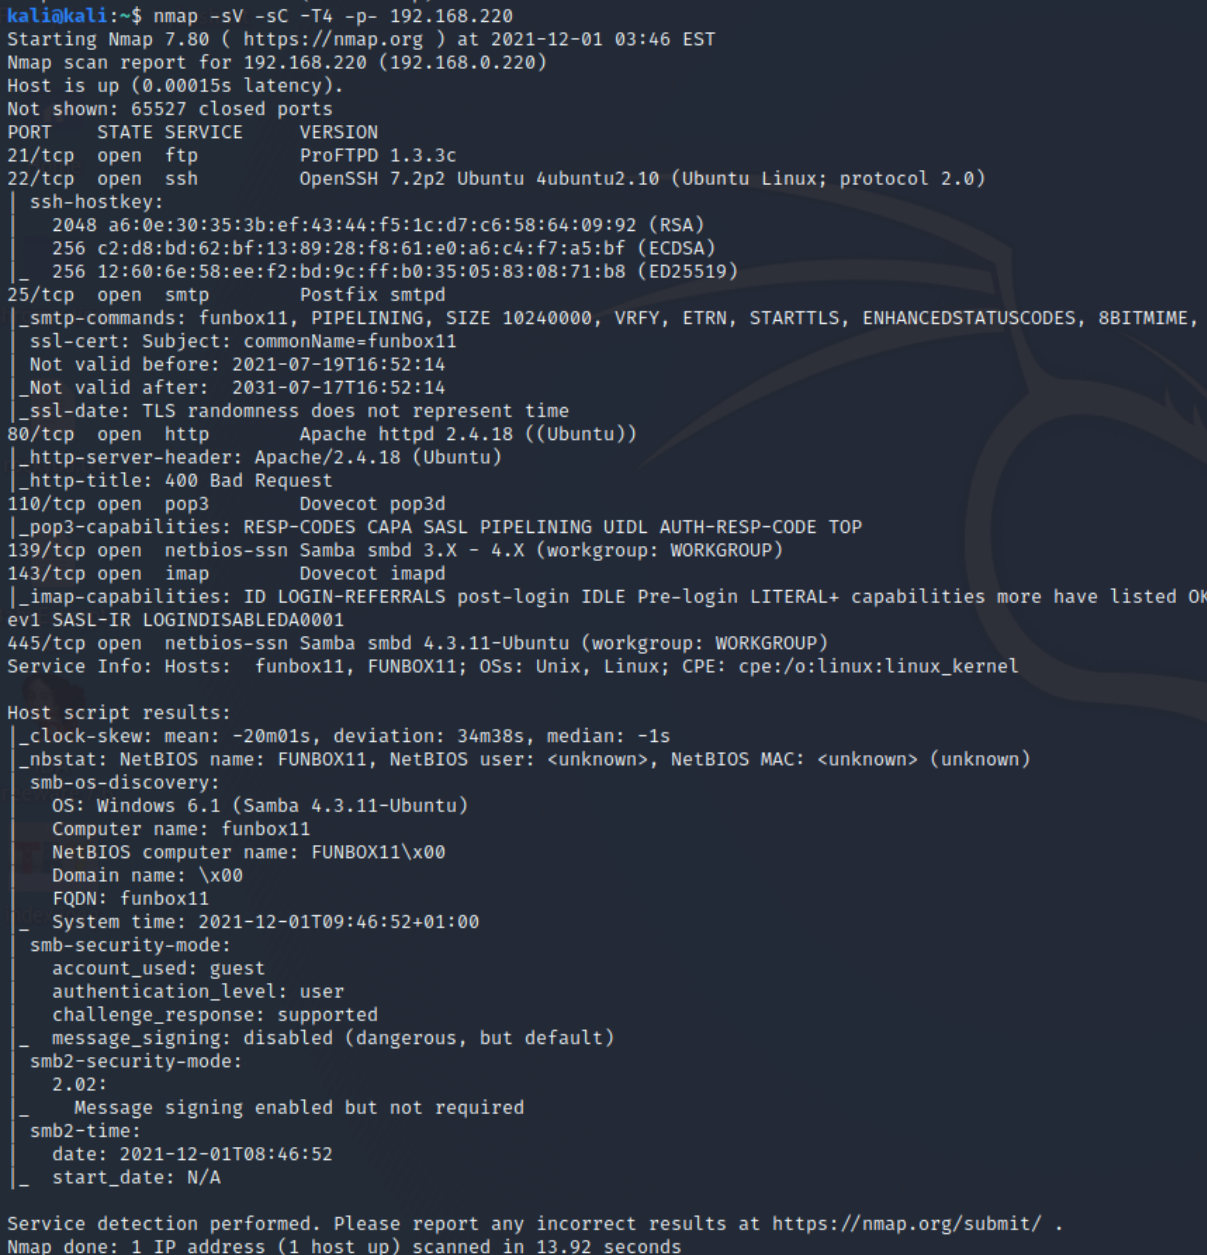 kali@kali:~$ nmap -sV -sC -T4 -p- 192.168.220
Starting Nmap 7.80 ( https://nmap.org ) at 2021-12-01 03:46 EST
Nmap scan report for 192.168.220 (192.168.0.220)
Host is up (0.00015s latency).
Not shown: 65527 closed ports
PORT    STATE SERVICE     VERSION
21/tcp  open  ftp         ProFTPD 1.3.3c
22/tcp  open  ssh         OpenSSH 7.2p2 Ubuntu 4ubuntu2.10 (Ubuntu Linux; protocol 2.0)
| ssh-hostkey:
|   2048 a6:0e:30:35:3b:ef:43:44:f5:1c:d7:c6:58:64:09:92 (RSA)
|   256 c2:d8:bd:62:bf:13:89:28:f8:61:e0:a6:c4:f7:a5:bf (ECDSA)
|_  256 12:60:6e:58:ee:f2:bd:9c:ff:b0:35:05:83:08:71:b8 (ED25519)
25/tcp  open  smtp        Postfix smtpd
|_smtp-commands: funbox11, PIPELINING, SIZE 10240000, VRFY, ETRN, STARTTLS, ENHANCEDSTATUSCODES, 8BITMIME,
| ssl-cert: Subject: commonName=funbox11
| Not valid before: 2021-07-19T16:52:14
|_Not valid after:  2031-07-17T16:52:14
|_ssl-date: TLS randomness does not represent time
80/tcp  open  http        Apache httpd 2.4.18 ((Ubuntu))
|_http-server-header: Apache/2.4.18 (Ubuntu)
|_http-title: 400 Bad Request
110/tcp open  pop3        Dovecot pop3d
|_pop3-capabilities: RESP-CODES CAPA SASL PIPELINING UIDL AUTH-RESP-CODE TOP
139/tcp open  netbios-ssn Samba smbd 3.X - 4.X (workgroup: WORKGROUP)
143/tcp open  imap        Dovecot imapd
|_imap-capabilities: ID LOGIN-REFERRALS post-login IDLE Pre-login LITERAL+ capabilities more have listed OK
ev1 SASL-IR LOGINDISABLEDA0001
445/tcp open  netbios-ssn Samba smbd 4.3.11-Ubuntu (workgroup: WORKGROUP)
Service Info: Hosts:  funbox11, FUNBOX11; OSs: Unix, Linux; CPE: cpe:/o:linux:linux_kernel
Host script results:
|_clock-skew: mean: -20m01s, deviation: 34m38s, median: -1s
|_nbstat: NetBIOS name: FUNBOX11, NetBIOS user: <unknown>, NetBIOS MAC: <unknown> (unknown)
| smb-os-discovery:
|   OS: Windows 6.1 (Samba 4.3.11-Ubuntu)
|   Computer name: funbox11
|   NetBIOS computer name: FUNBOX11\x00
|   Domain name: \x00
|   FQDN: funbox11
|_  System time: 2021-12-01T09:46:52+01:00
| smb-security-mode:
|   account_used: guest
|   authentication_level: user
|   challenge_response: supported
|_  message_signing: disabled (dangerous, but default)
| smb2-security-mode:
|   2.02:
|_    Message signing enabled but not required
| smb2-time:
|   date: 2021-12-01T08:46:52
|_  start_date: N/A
Service detection performed. Please report any incorrect results at https://nmap.org/submit/ .
Nmap done: 1 IP address (1 host up) scanned in 13.92 seconds